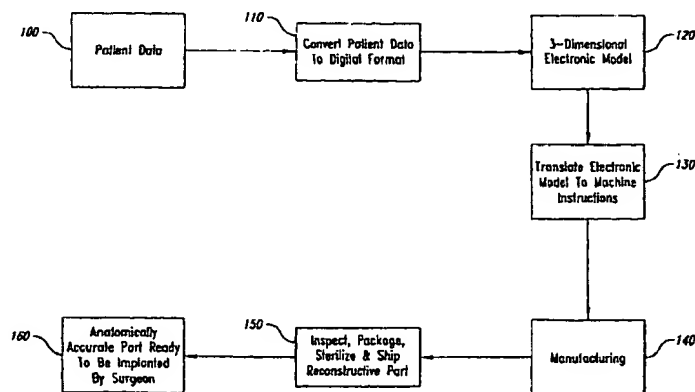 100
Patient Data
110
Convert Patient Data
To Digital Format
3-Dimensional
Electronic Model
120
Translate Electronic
Model To Machine
Instructions
130
Manufacturing
140
150
Inspect, Package,
Sterilize & Ship
Reconstructive Part
160
Anatomically
Accurate Part Ready
To Be Implanted
By Surgeon